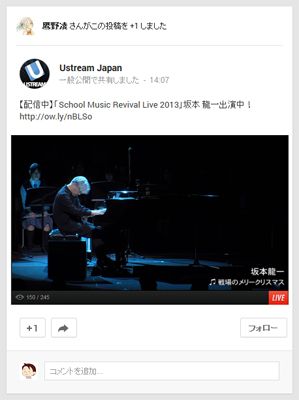 熈野凌 さんがこの投稿を +1 しました
USTREAM
Ustream Japan
一般公開で共有しました - 14:07
【配信中】「School Music Revival Live 2013」坂本 龍一出演中！
http://ow.ly/nBLSo
坂本龍一
♫ 戦場のメリークリスマス
150 / 245
LIVE
+1
フォロー
コメントを追加...